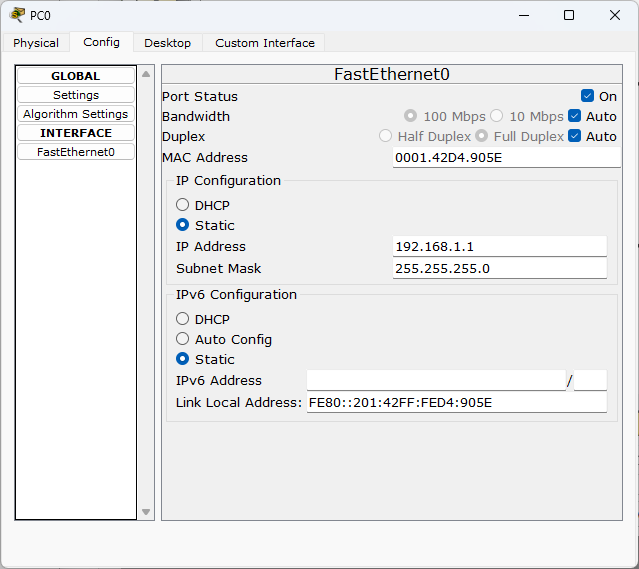 PC0
Physical Config Desktop Custom Interface
GLOBAL
Settings
Algorithm Settings
INTERFACE
FastEthernet0
FastEthernet0
Port Status On
Bandwidth 100 Mbps 10 Mbps Auto
Duplex Half Duplex Full Duplex Auto
MAC Address 0001.42D4.905E
IP Configuration
DHCP
Static
IP Address 192.168.1.1
Subnet Mask 255.255.255.0
IPv6 Configuration
DHCP
Auto Config
Static
IPv6 Address /
Link Local Address: FE80::201:42FF:FED4:905E